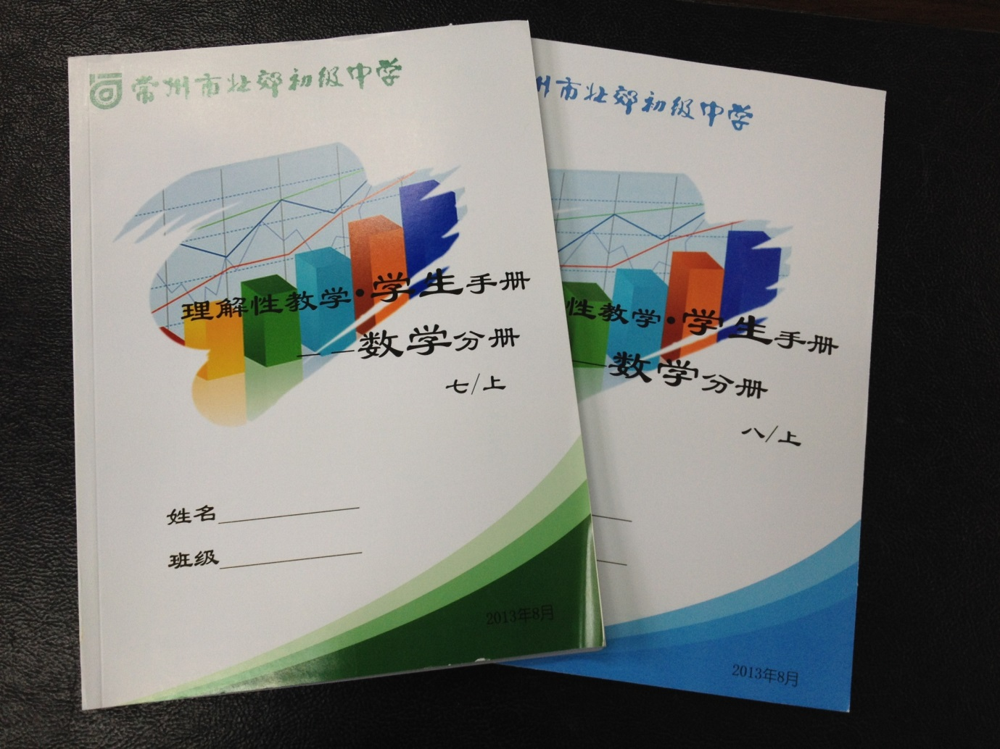 常州市北郊初级中学
理解性教学·学生手册
——数学分册
七/上
姓名
班级
2013年8月
州市北郊初级中学
性教学·学生手册
—数学分册
八/上
2013年8月